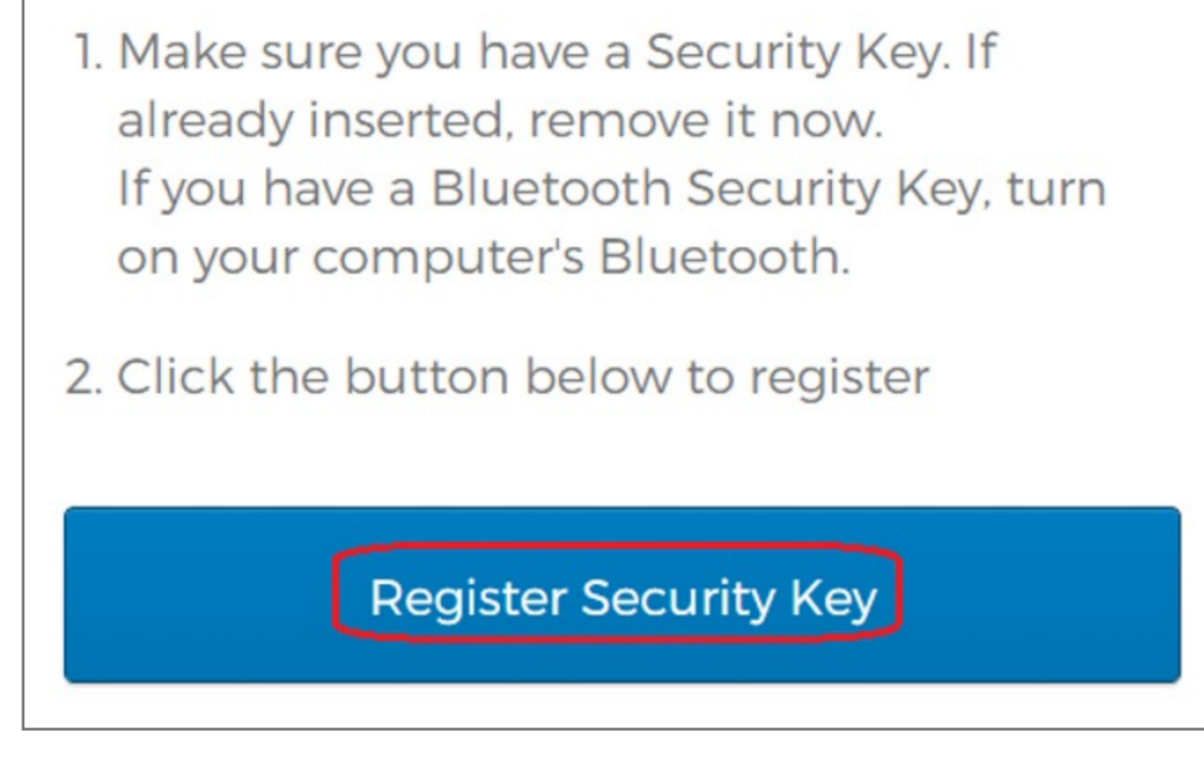 1. Make sure you have a Security Key. If
already inserted, remove it now.
If you have a Bluetooth Security Key, turn
on your computer's Bluetooth.
2. Click the button below to register
Register Security Key